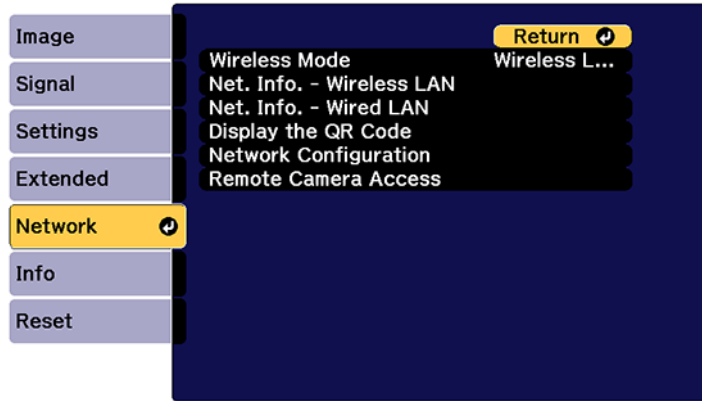 Image
Signal
Settings
Extended
Network
Info
Reset
Return
Wireless Mode Wireless L...
Net. Info. - Wireless LAN
Net. Info. - Wired LAN
Display the QR Code
Network Configuration
Remote Camera Access